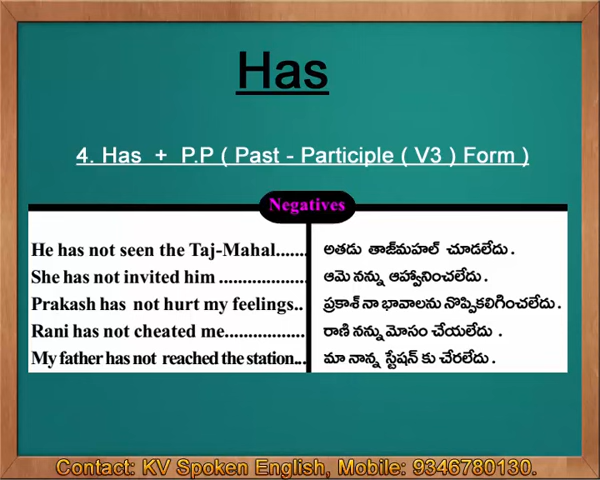 Has
4. Has + P.P ( Past - Participle ( V3 ) Form )
Negatives
He has not seen the Taj-Mahal....... అతడు తాజ్‌మహల్ చూడలేదు.
She has not invited him ................... ఆమె నన్ను ఆహ్వానించలేదు.
Prakash has not hurt my feelings.. ప్రకాశ్ నా భావాలను నొప్పికలిగించలేదు.
Rani has not cheated me................. రాణి నన్ను మోసం చేయలేదు.
My father has not reached the station... మా నాన్న స్టేషన్ కు చేరలేదు.
Contact: KV Spoken English, Mobile: 9346780130.